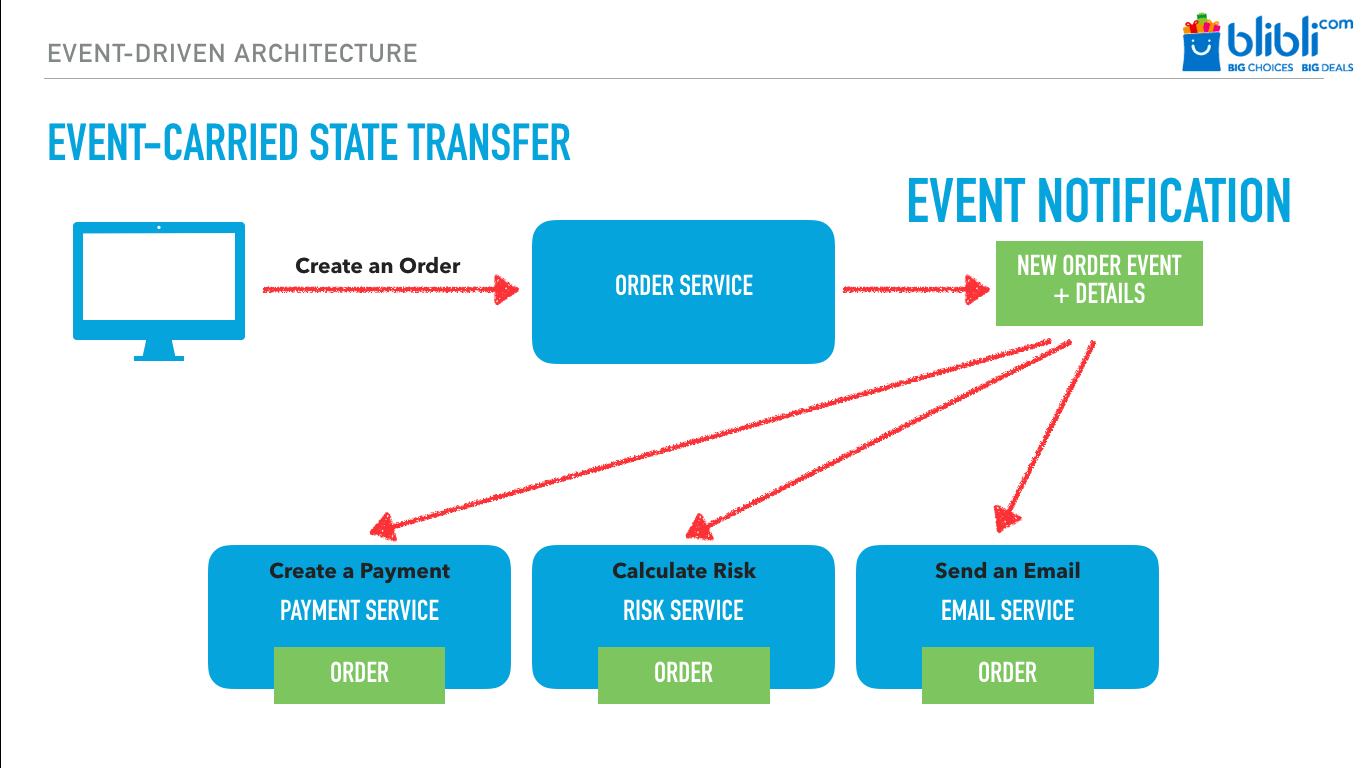 EVENT-DRIVEN ARCHITECTURE
blibli.com
BIG CHOICES BIG DEALS
EVENT-CARRIED STATE TRANSFER
EVENT NOTIFICATION
Create an Order
ORDER SERVICE
NEW ORDER EVENT
+ DETAILS
Create a Payment
PAYMENT SERVICE
ORDER
Calculate Risk
RISK SERVICE
ORDER
Send an Email
EMAIL SERVICE
ORDER